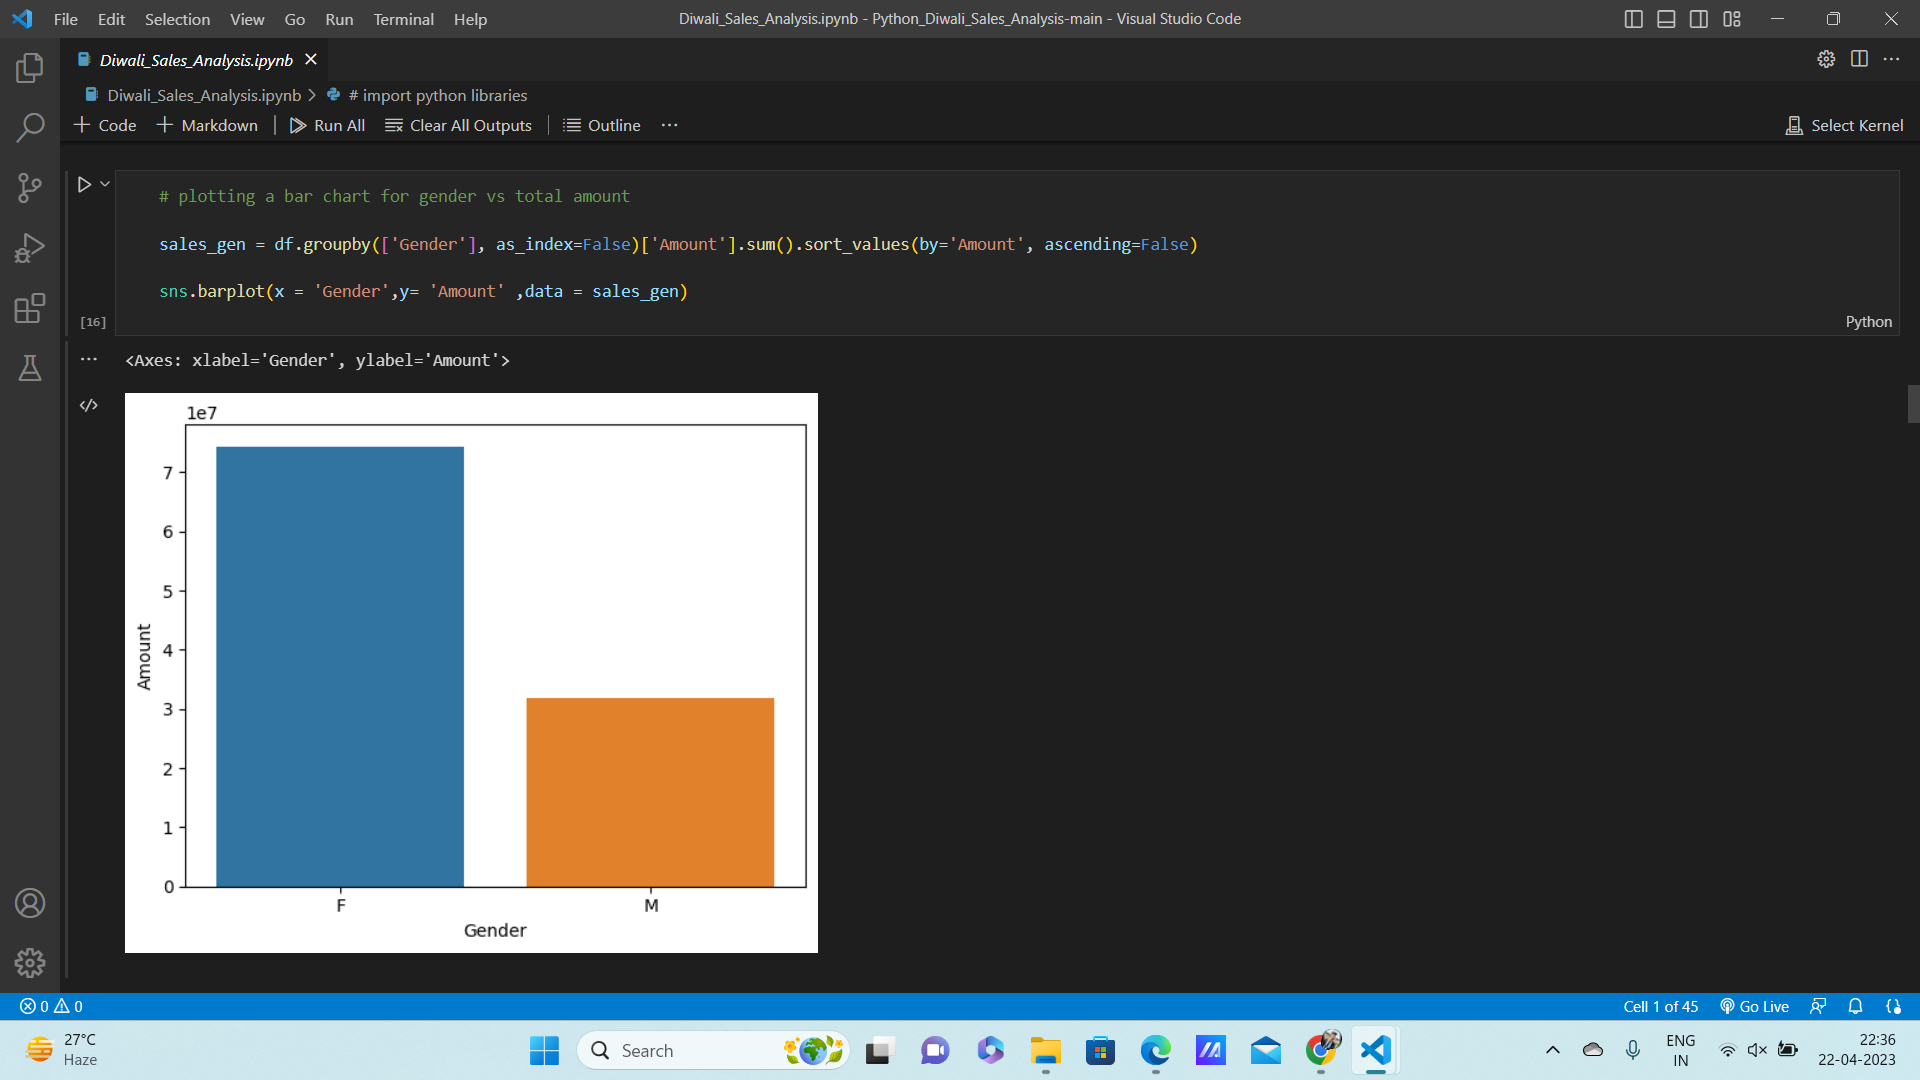 File Edit Selection View Go Run Terminal Help
Diwali_Sales_Analysis.ipynb - Python_Diwali_Sales_Analysis-main - Visual Studio Code
Diwali_Sales_Analysis.ipynb
Diwali_Sales_Analysis.ipynb > # import python libraries
+ Code + Markdown | Run All Clear All Outputs | Outline ...
Select Kernel
# plotting a bar chart for gender vs total amount
sales_gen = df.groupby(['Gender'], as_index=False)['Amount'].sum().sort_values(by='Amount', ascending=False)
sns.barplot(x = 'Gender',y= 'Amount' ,data = sales_gen)
[16]
Python
<Axes: xlabel='Gender', ylabel='Amount'>
1e7
7
6
5
4
3
2
1
0
Amount
F M
Gender
0 0
Cell 1 of 45 Go Live
27°C
Haze
Search
ENG
IN
22:36
22-04-2023